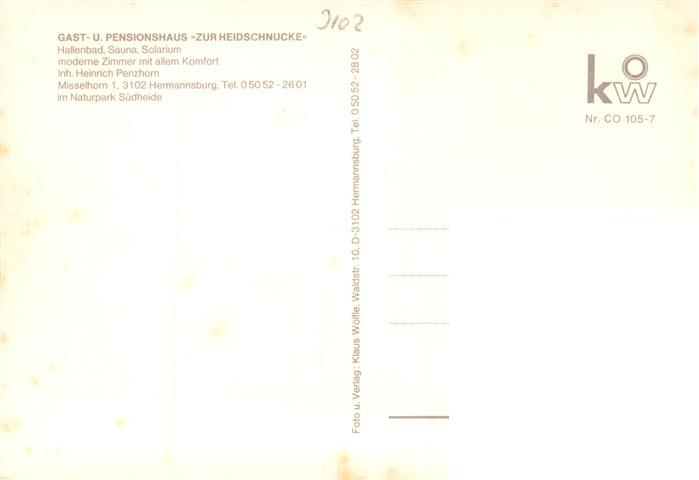 3102
GAST- U. PENSIONSHAUS »ZUR HEIDSCHNUCKE«
Hallenbad, Sauna, Solarium
moderne Zimmer mit allem Komfort
Inh. Heinrich Penzhorn
Misselhorn 1, 3102 Hermannsburg, Tel. 0 50 52 - 26 01
im Naturpark Südheide
Foto u. Verlag: Klaus Wölfle, Waldstr. 10, D-3102 Hermannsburg, Tel. 0 50 52 - 28 02
kow
Nr. CO 105-7